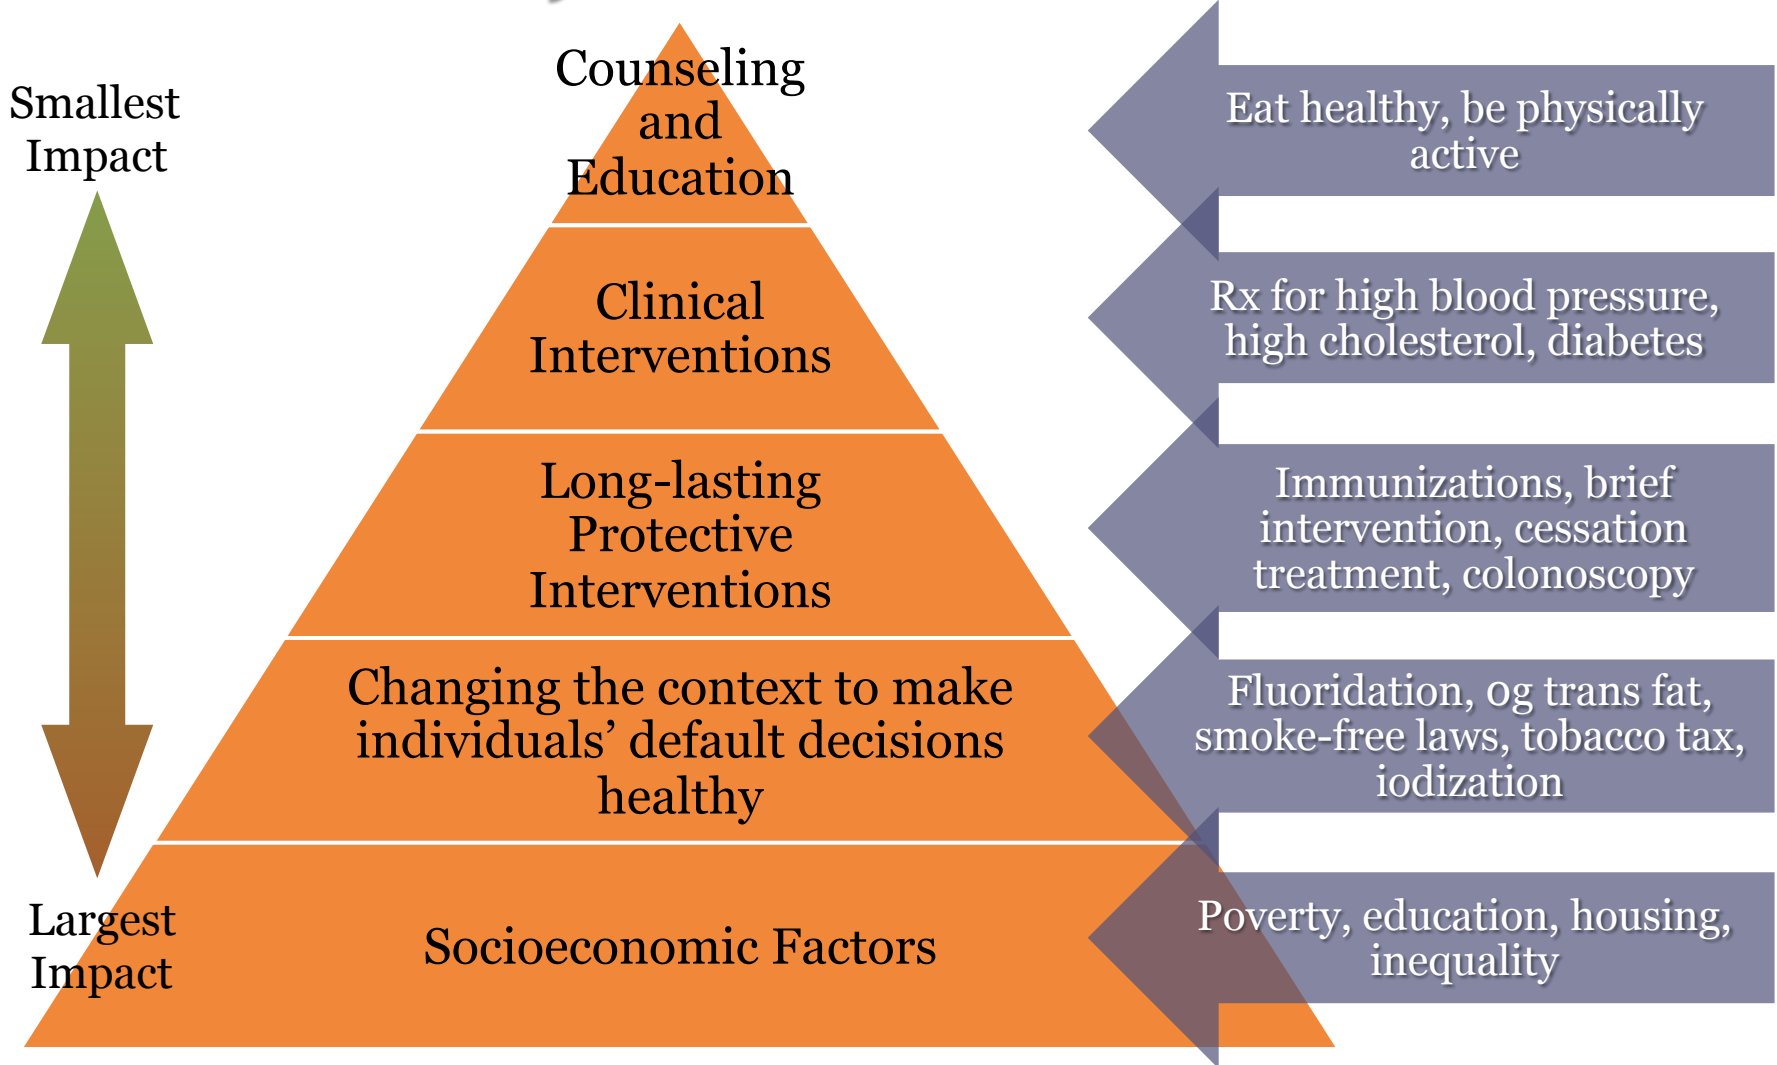 Smallest
Impact
Counseling
and
Education
Eat healthy, be physically
active
Clinical
Interventions
Rx for high blood pressure,
high cholesterol, diabetes
Long-lasting
Protective
Interventions
Immunizations, brief
intervention, cessation
treatment, colonoscopy
Changing the context to make
individuals’ default decisions
healthy
Fluoridation, 0g trans fat,
smoke-free laws, tobacco tax,
iodization
Largest
Impact
Socioeconomic Factors
Poverty, education, housing,
inequality